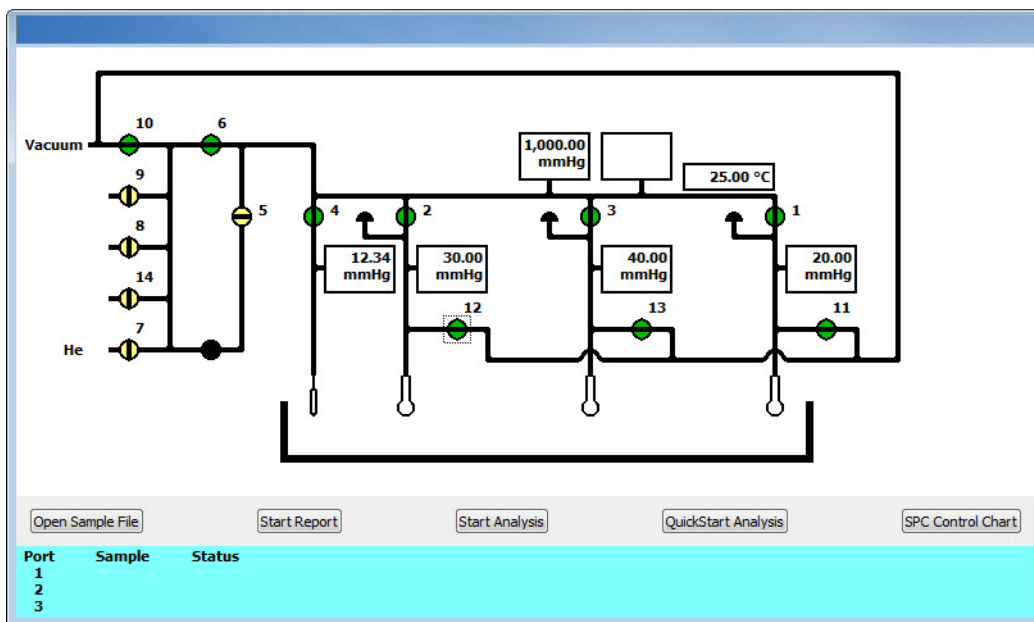 10
6
Vacuum
1,000.00
mmHg
25.00 °C
9
5
4
2
3
1
8
12.34
mmHg
30.00
mmHg
40.00
mmHg
20.00
mmHg
14
12
13
11
7
He
Open Sample File
Start Report
Start Analysis
QuickStart Analysis
SPC Control Chart
Port Sample Status
1
2
3